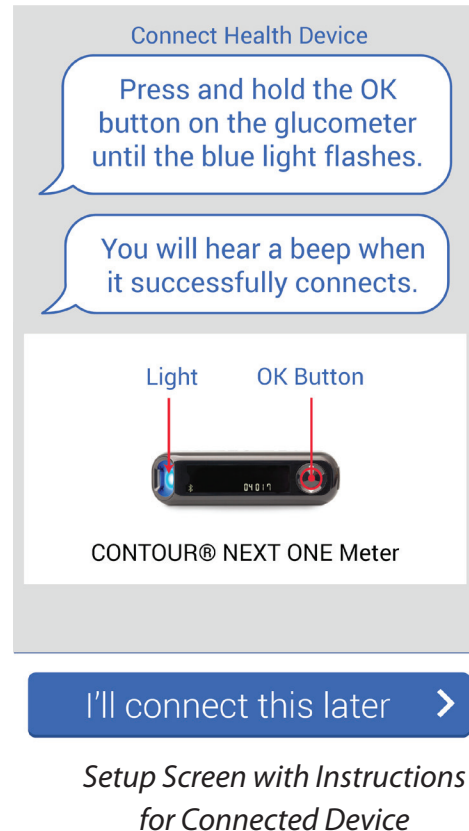 Connect Health Device
Press and hold the OK
button on the glucometer
until the blue light flashes.
You will hear a beep when
it successfully connects.
Light OK Button
04017
CONTOUR® NEXT ONE Meter
I'll connect this later
Setup Screen with Instructions
for Connected Device